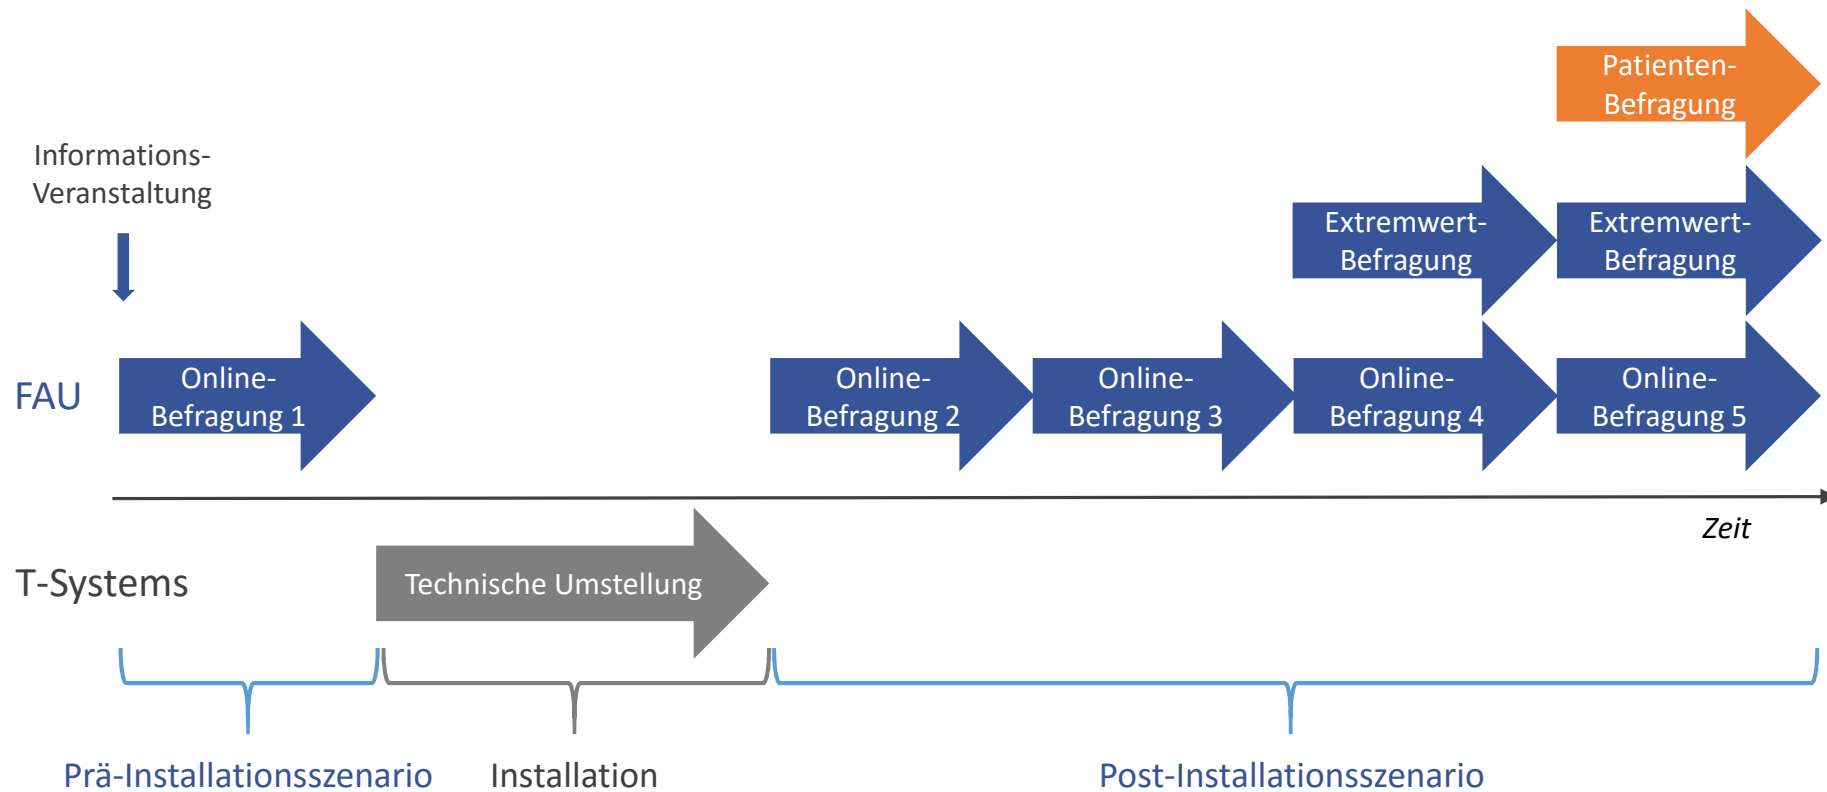 Patienten-
Befragung
Informations-
Veranstaltung
Extremwert-
Befragung
Extremwert-
Befragung
FAU
Online-
Befragung 1
Online-
Befragung 2
Online-
Befragung 3
Online-
Befragung 4
Online-
Befragung 5
Zeit
T-Systems
Technische Umstellung
Prä-Installationsszenario
Installation
Post-Installationsszenario